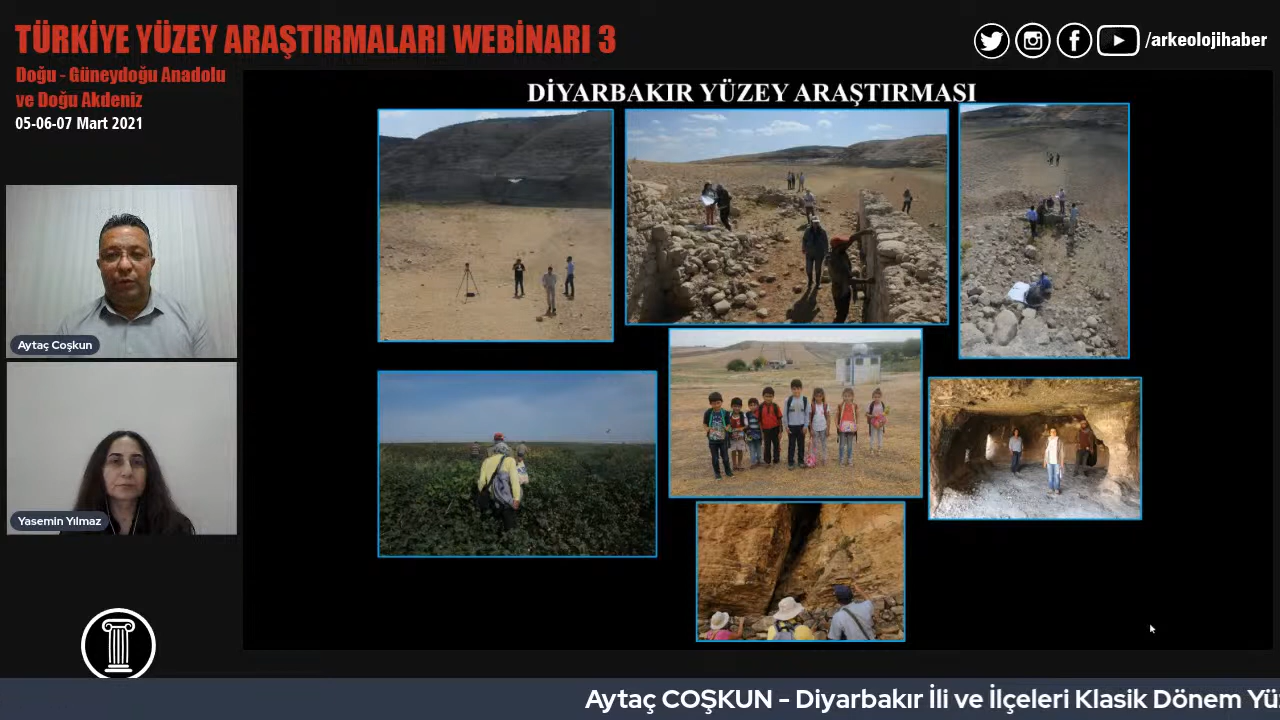 TÜRKİYE YÜZEY ARAŞTIRMALARI WEBİNARI 3
/arkeolojihaber
Doğu - Güneydoğu Anadolu
ve Doğu Akdeniz
05-06-07 Mart 2021
DİYARBAKIR YÜZEY ARAŞTIRMASI
Aytaç Coşkun
Yasemin Yılmaz
Aytaç COŞKUN - Diyarbakır İli ve İlçeleri Klasik Dönem Yü